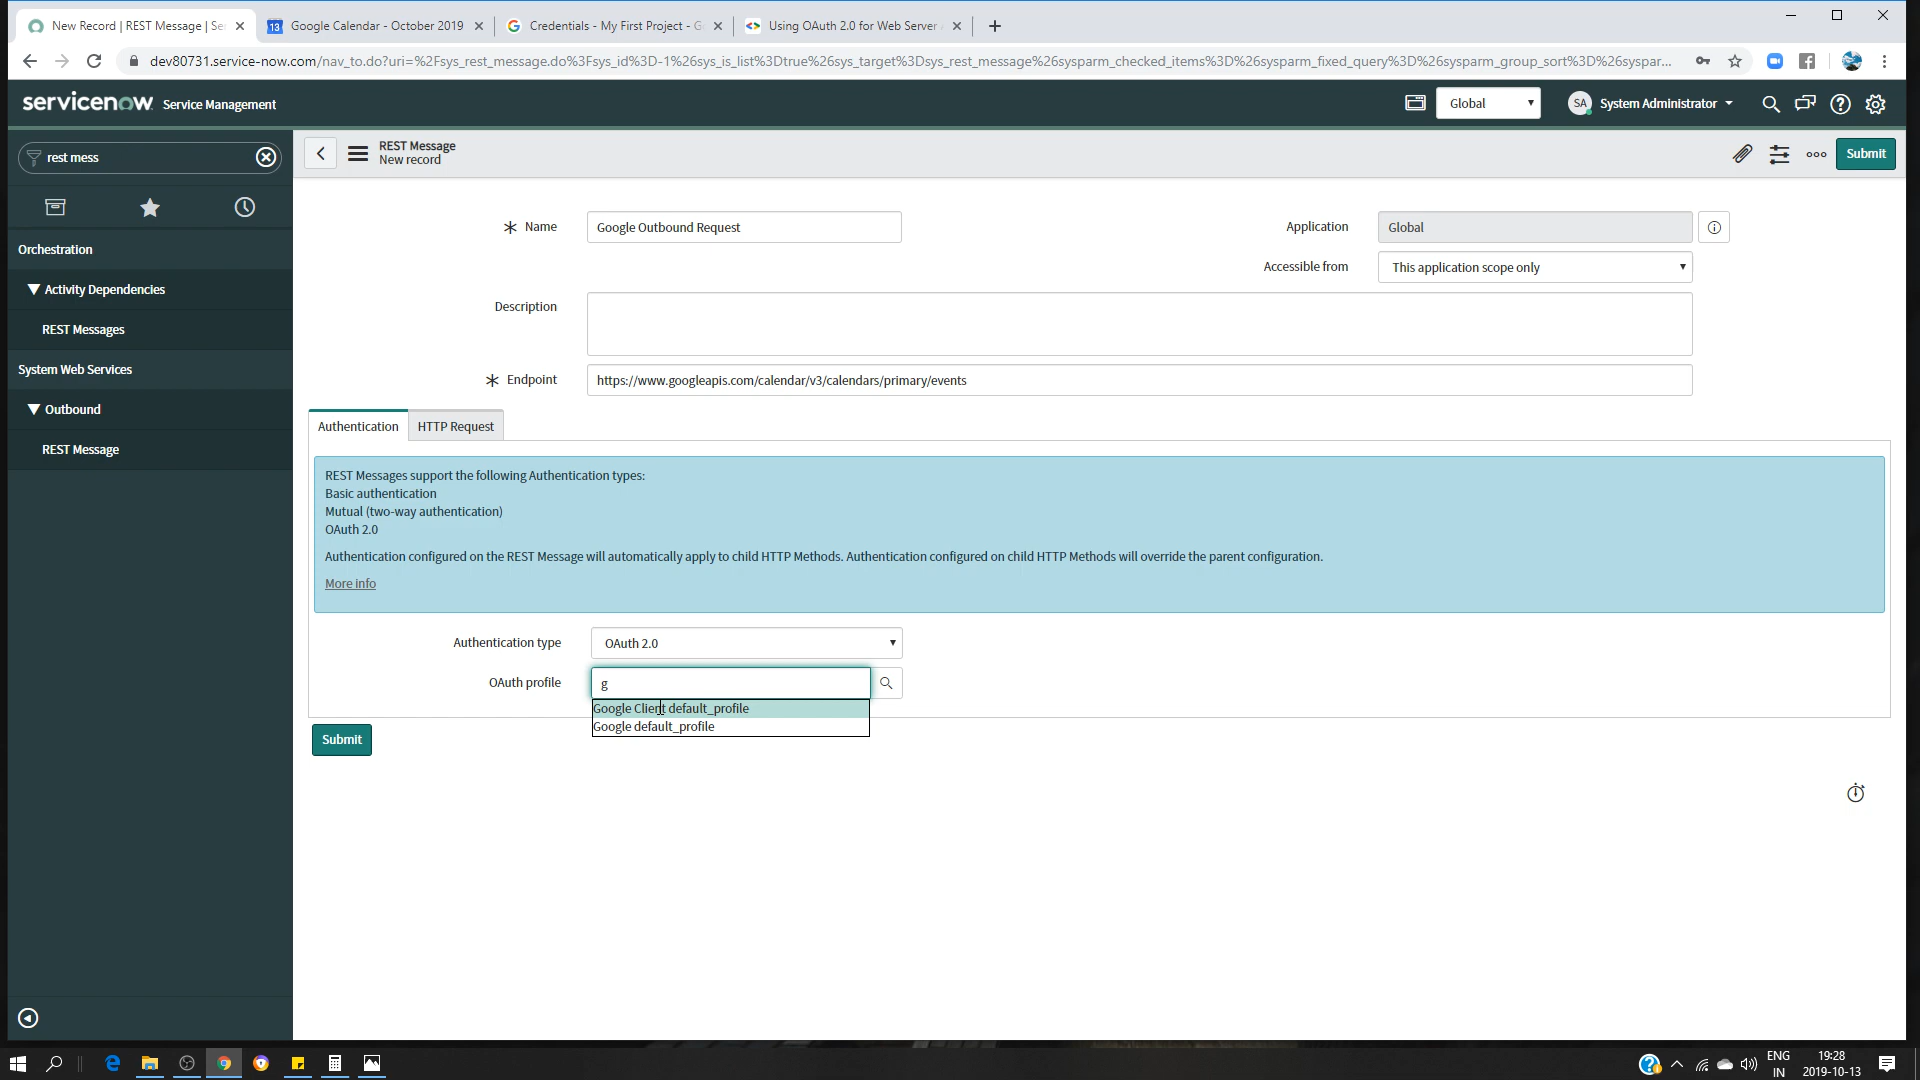 New Record | REST Message | Se
Google Calendar - October 2019
Credentials - My First Project - G
Using OAuth 2.0 for Web Server A
dev80731.service-now.com/nav_to.do?uri=%2Fsys_rest_message.do%3Fsys_id%3D-1%26sys_is_list%3Dtrue%26sys_target%3Dsys_rest_message%26sysparm_checked_items%3D%26sysparm_fixed_query%3D%26sysparm_group_sort%3D%26syspar...
servicenow Service Management
Global
SA System Administrator
rest mess
REST Message
New record
Submit
Orchestration
Activity Dependencies
REST Messages
System Web Services
Outbound
REST Message
Name
Google Outbound Request
Application
Global
Accessible from
This application scope only
Description
Endpoint
https://www.googleapis.com/calendar/v3/calendars/primary/events
Authentication
HTTP Request
REST Messages support the following Authentication types:
Basic authentication
Mutual (two-way authentication)
OAuth 2.0
Authentication configured on the REST Message will automatically apply to child HTTP Methods. Authentication configured on child HTTP Methods will override the parent configuration.
More info
Authentication type
OAuth 2.0
OAuth profile
g
Google Client default_profile
Google default_profile
Submit
ENG
IN
19:28
2019-10-13